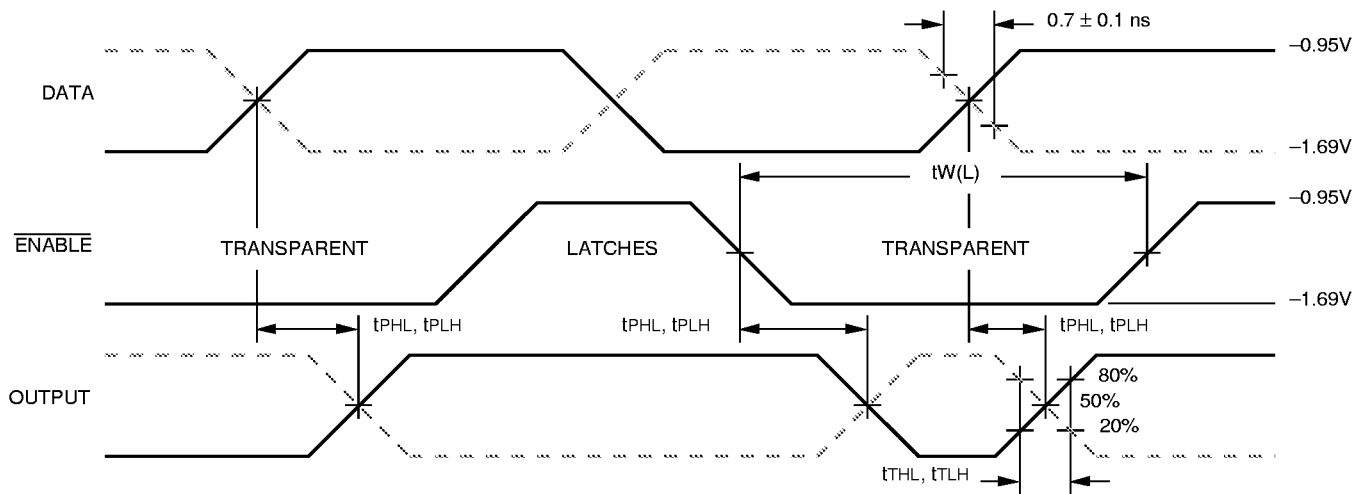 0.7 ± 0.1 ns
–0.95V
DATA
–1.69V
tW(L)
–0.95V
ENABLE
TRANSPARENT
LATCHES
TRANSPARENT
–1.69V
tPHL, tPLH
tPHL, tPLH
tPHL, tPLH
OUTPUT
80%
50%
20%
tTHL, tTLH